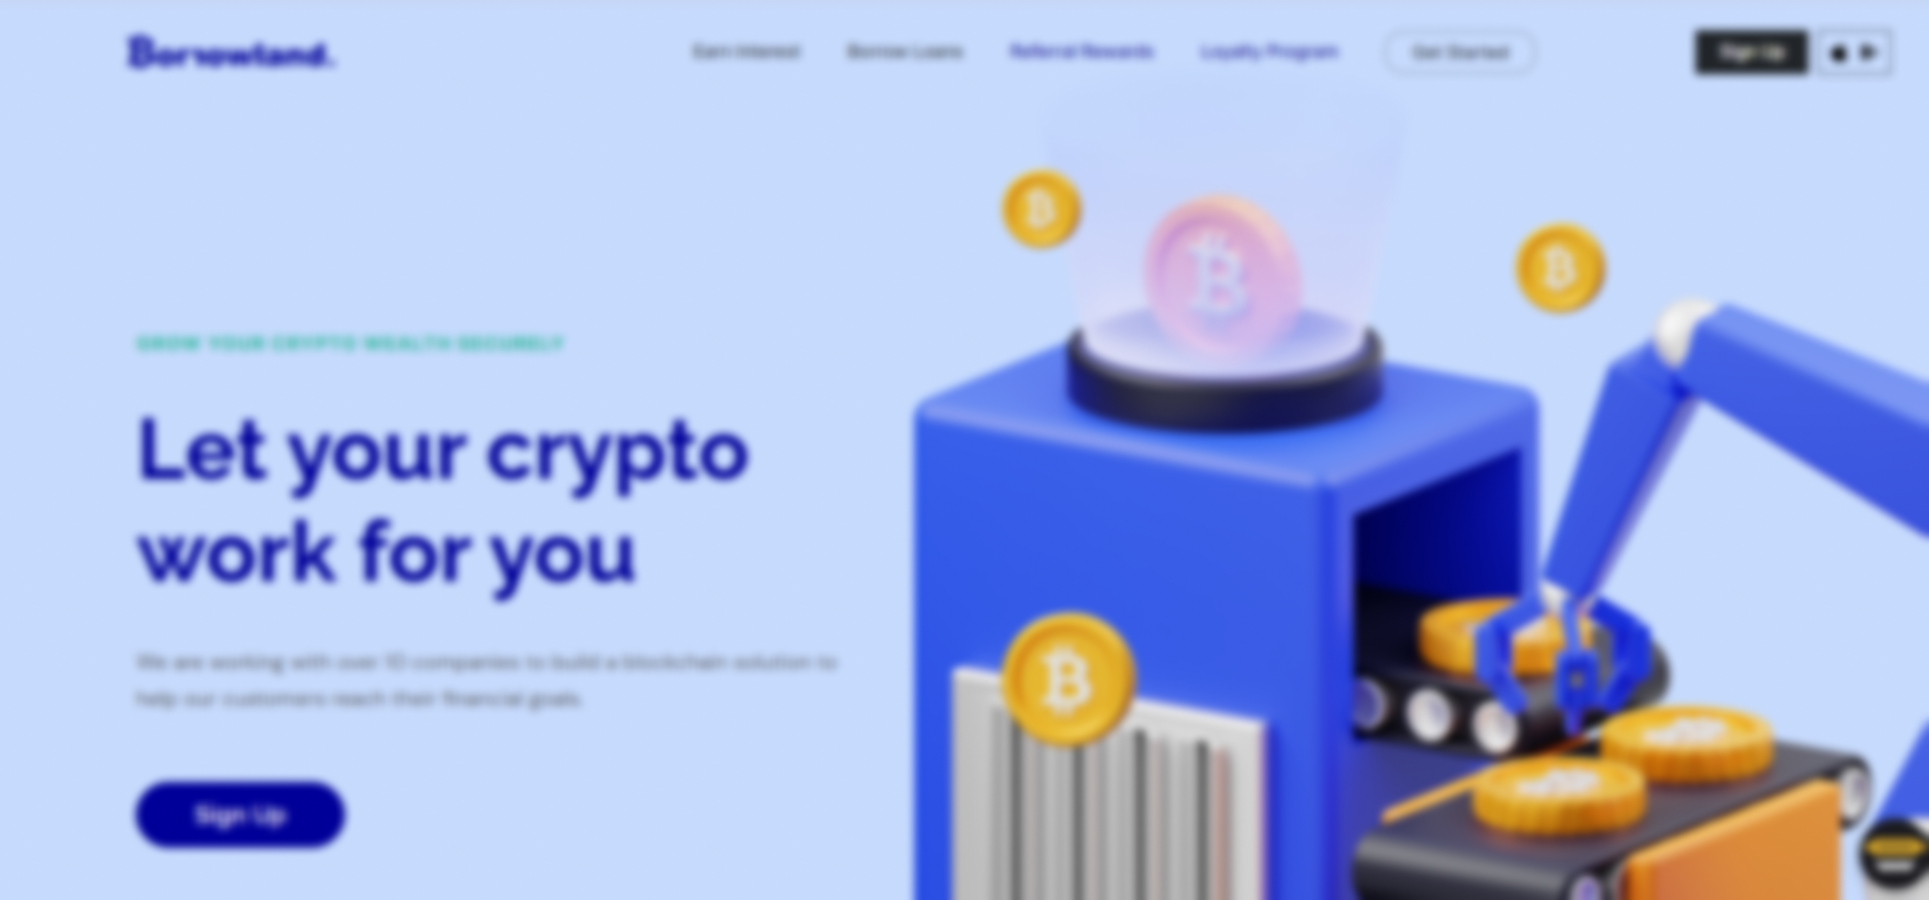 Borrowland.
Earn Interest
Borrow Loans
Referral Rewards
Loyalty Program
Get Started
Sign Up
GROW YOUR CRYPTO WEALTH SECURELY
Let your crypto
work for you
We are working with over 10 companies to build a blockchain solution to
help our customers reach their financial goals.
Sign Up